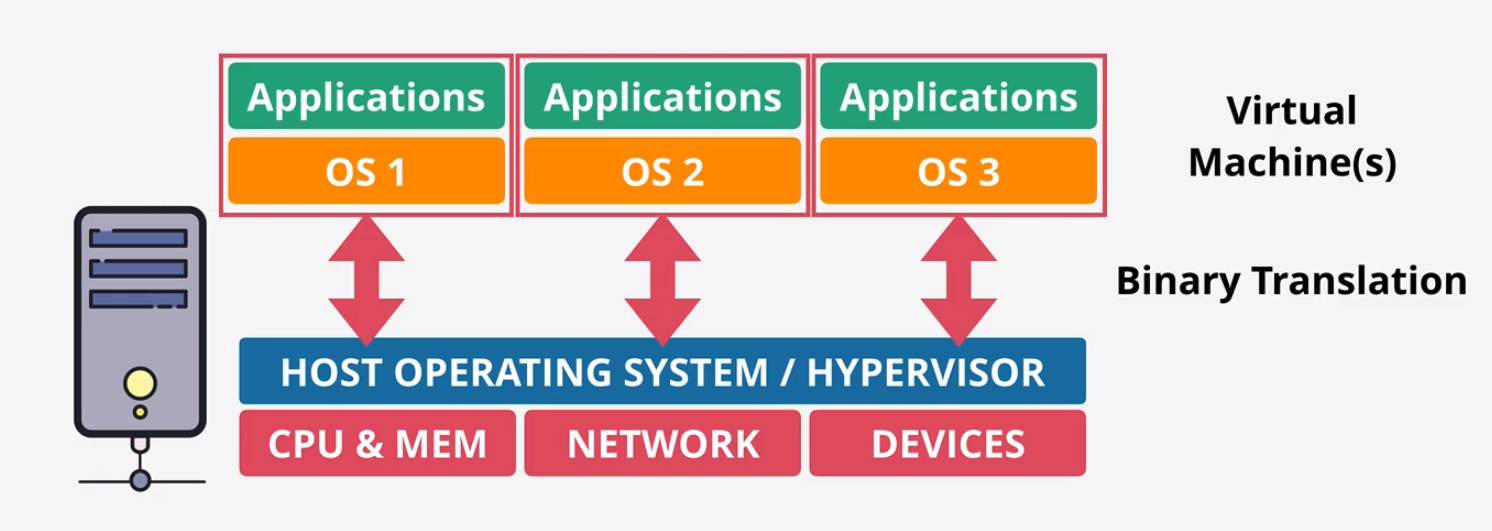 Applications
Applications
Applications
OS 1
OS 2
OS 3
Virtual
Machine(s)
Binary Translation
HOST OPERATING SYSTEM / HYPERVISOR
CPU & MEM
NETWORK
DEVICES